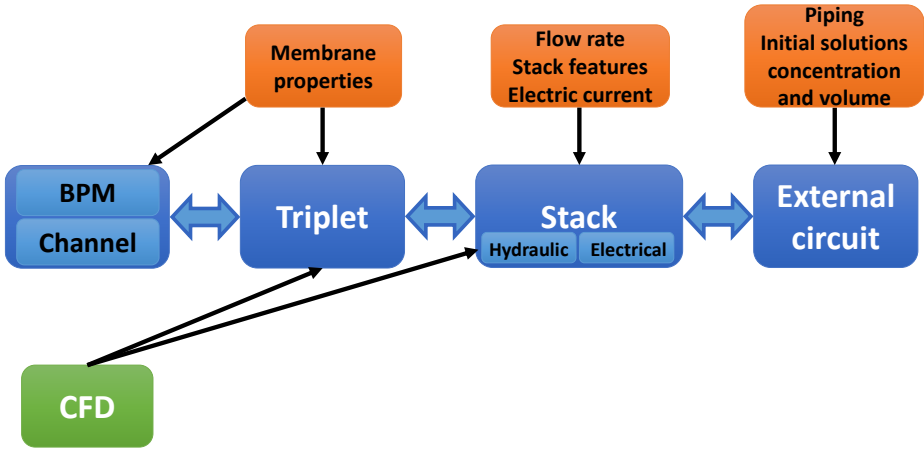 Membrane
properties
Flow rate
Stack features
Electric current
Piping
Initial solutions
concentration
and volume
BPM
Channel
Triplet
Stack
Hydraulic
Electrical
External
circuit
CFD